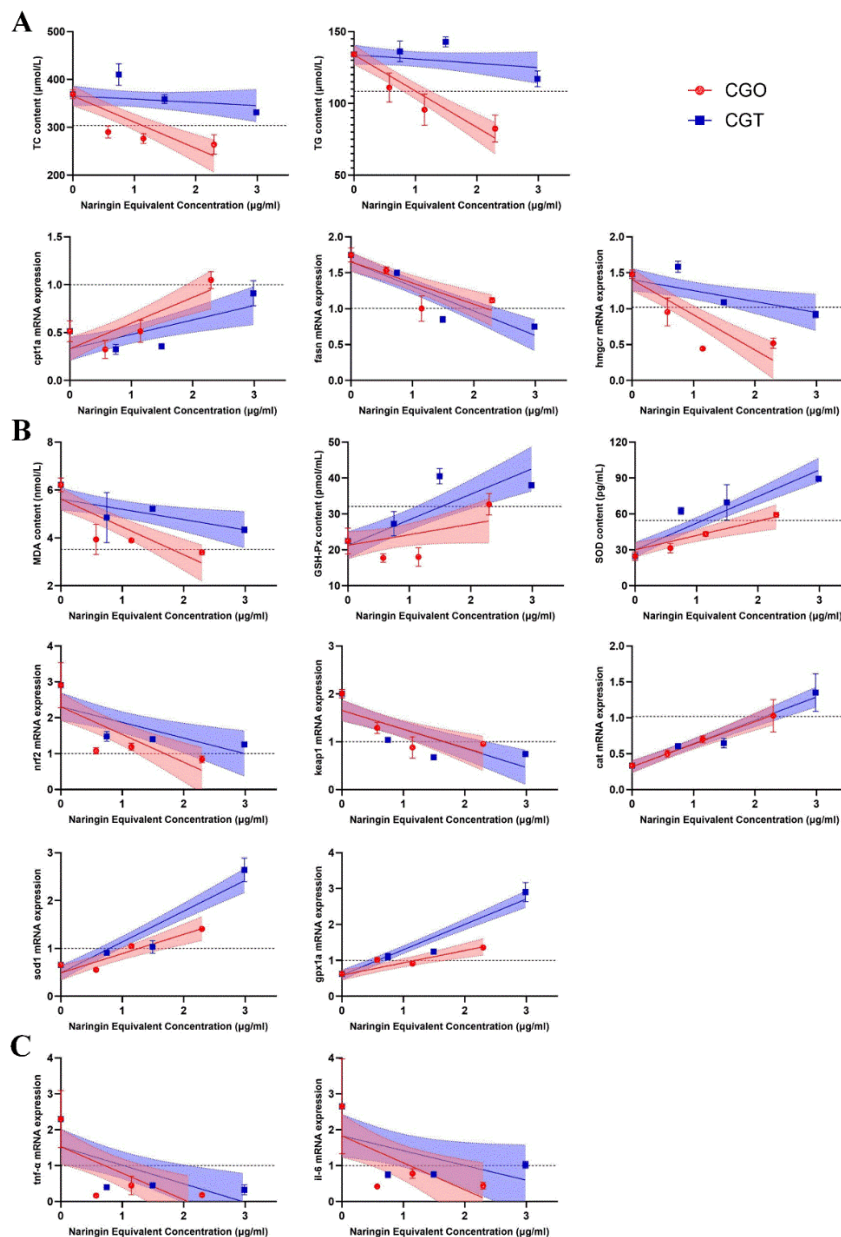 A
TC content (μmol/L)
500
400
300
200
0 1 2 3
Naringin Equivalent Concentration (μg/ml)
TG content (μmol/L)
150
100
50
0 1 2 3
Naringin Equivalent Concentration (μg/ml)
CGO
CGT
cpt1a mRNA expression
1.5
1.0
0.5
0.0
0 1 2 3
Naringin Equivalent Concentration (μg/ml)
fasn mRNA expression
2.0
1.5
1.0
0.5
0.0
0 1 2 3
Naringin Equivalent Concentration (μg/ml)
hmgcr mRNA expression
2.0
1.5
1.0
0.5
0.0
0 1 2 3
Naringin Equivalent Concentration (μg/ml)
B
MDA content (nmol/L)
8
6
4
2
0 1 2 3
Naringin Equivalent Concentration (μg/ml)
GSH-Px content (pmol/mL)
60
50
40
30
20
10
0 1 2 3
Naringin Equivalent Concentration (μg/ml)
SOD content (pg/mL)
120
90
60
30
0
0 1 2 3
Naringin Equivalent Concentration (μg/ml)
nrf2 mRNA expression
4
3
2
1
0
0 1 2 3
Naringin Equivalent Concentration (μg/ml)
keap1 mRNA expression
3
2
1
0
0 1 2 3
Naringin Equivalent Concentration (μg/ml)
cat mRNA expression
2.0
1.5
1.0
0.5
0.0
0 1 2 3
Naringin Equivalent Concentration (μg/ml)
sod1 mRNA expression
3
2
1
0
0 1 2 3
Naringin Equivalent Concentration (μg/ml)
gpx1a mRNA expression
4
3
2
1
0
0 1 2 3
Naringin Equivalent Concentration (μg/ml)
C
tnf-α mRNA expression
4
3
2
1
0
0 1 2 3
Naringin Equivalent Concentration (μg/ml)
il-6 mRNA expression
4
3
2
1
0
0 1 2 3
Naringin Equivalent Concentration (μg/ml)